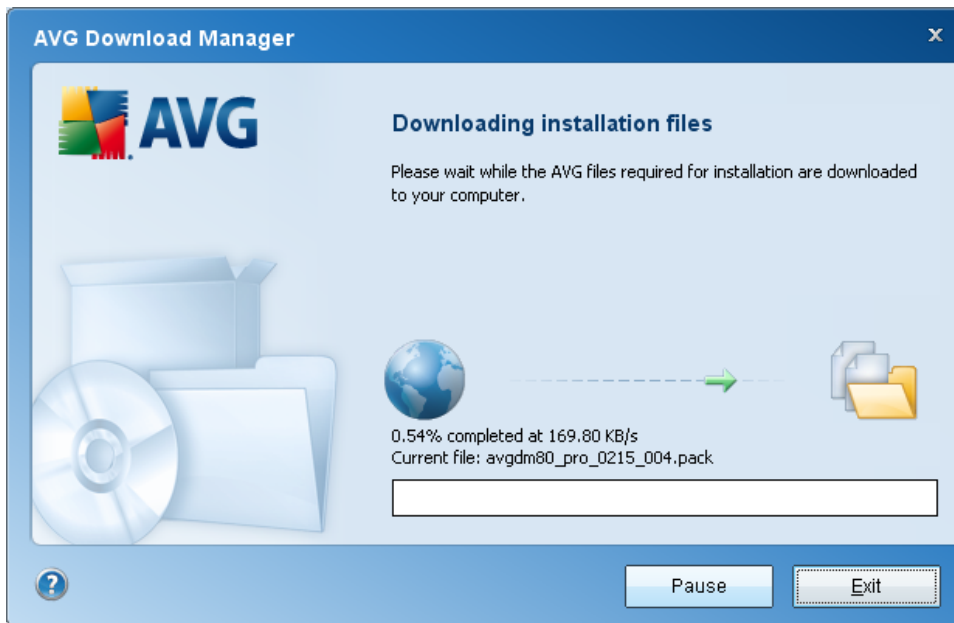 AVG Download Manager
x
AVG
Downloading installation files
Please wait while the AVG files required for installation are downloaded
to your computer.
0.54% completed at 169.80 KB/s
Current file: avgdm80_pro_0215_004.pack
?
Pause
Exit